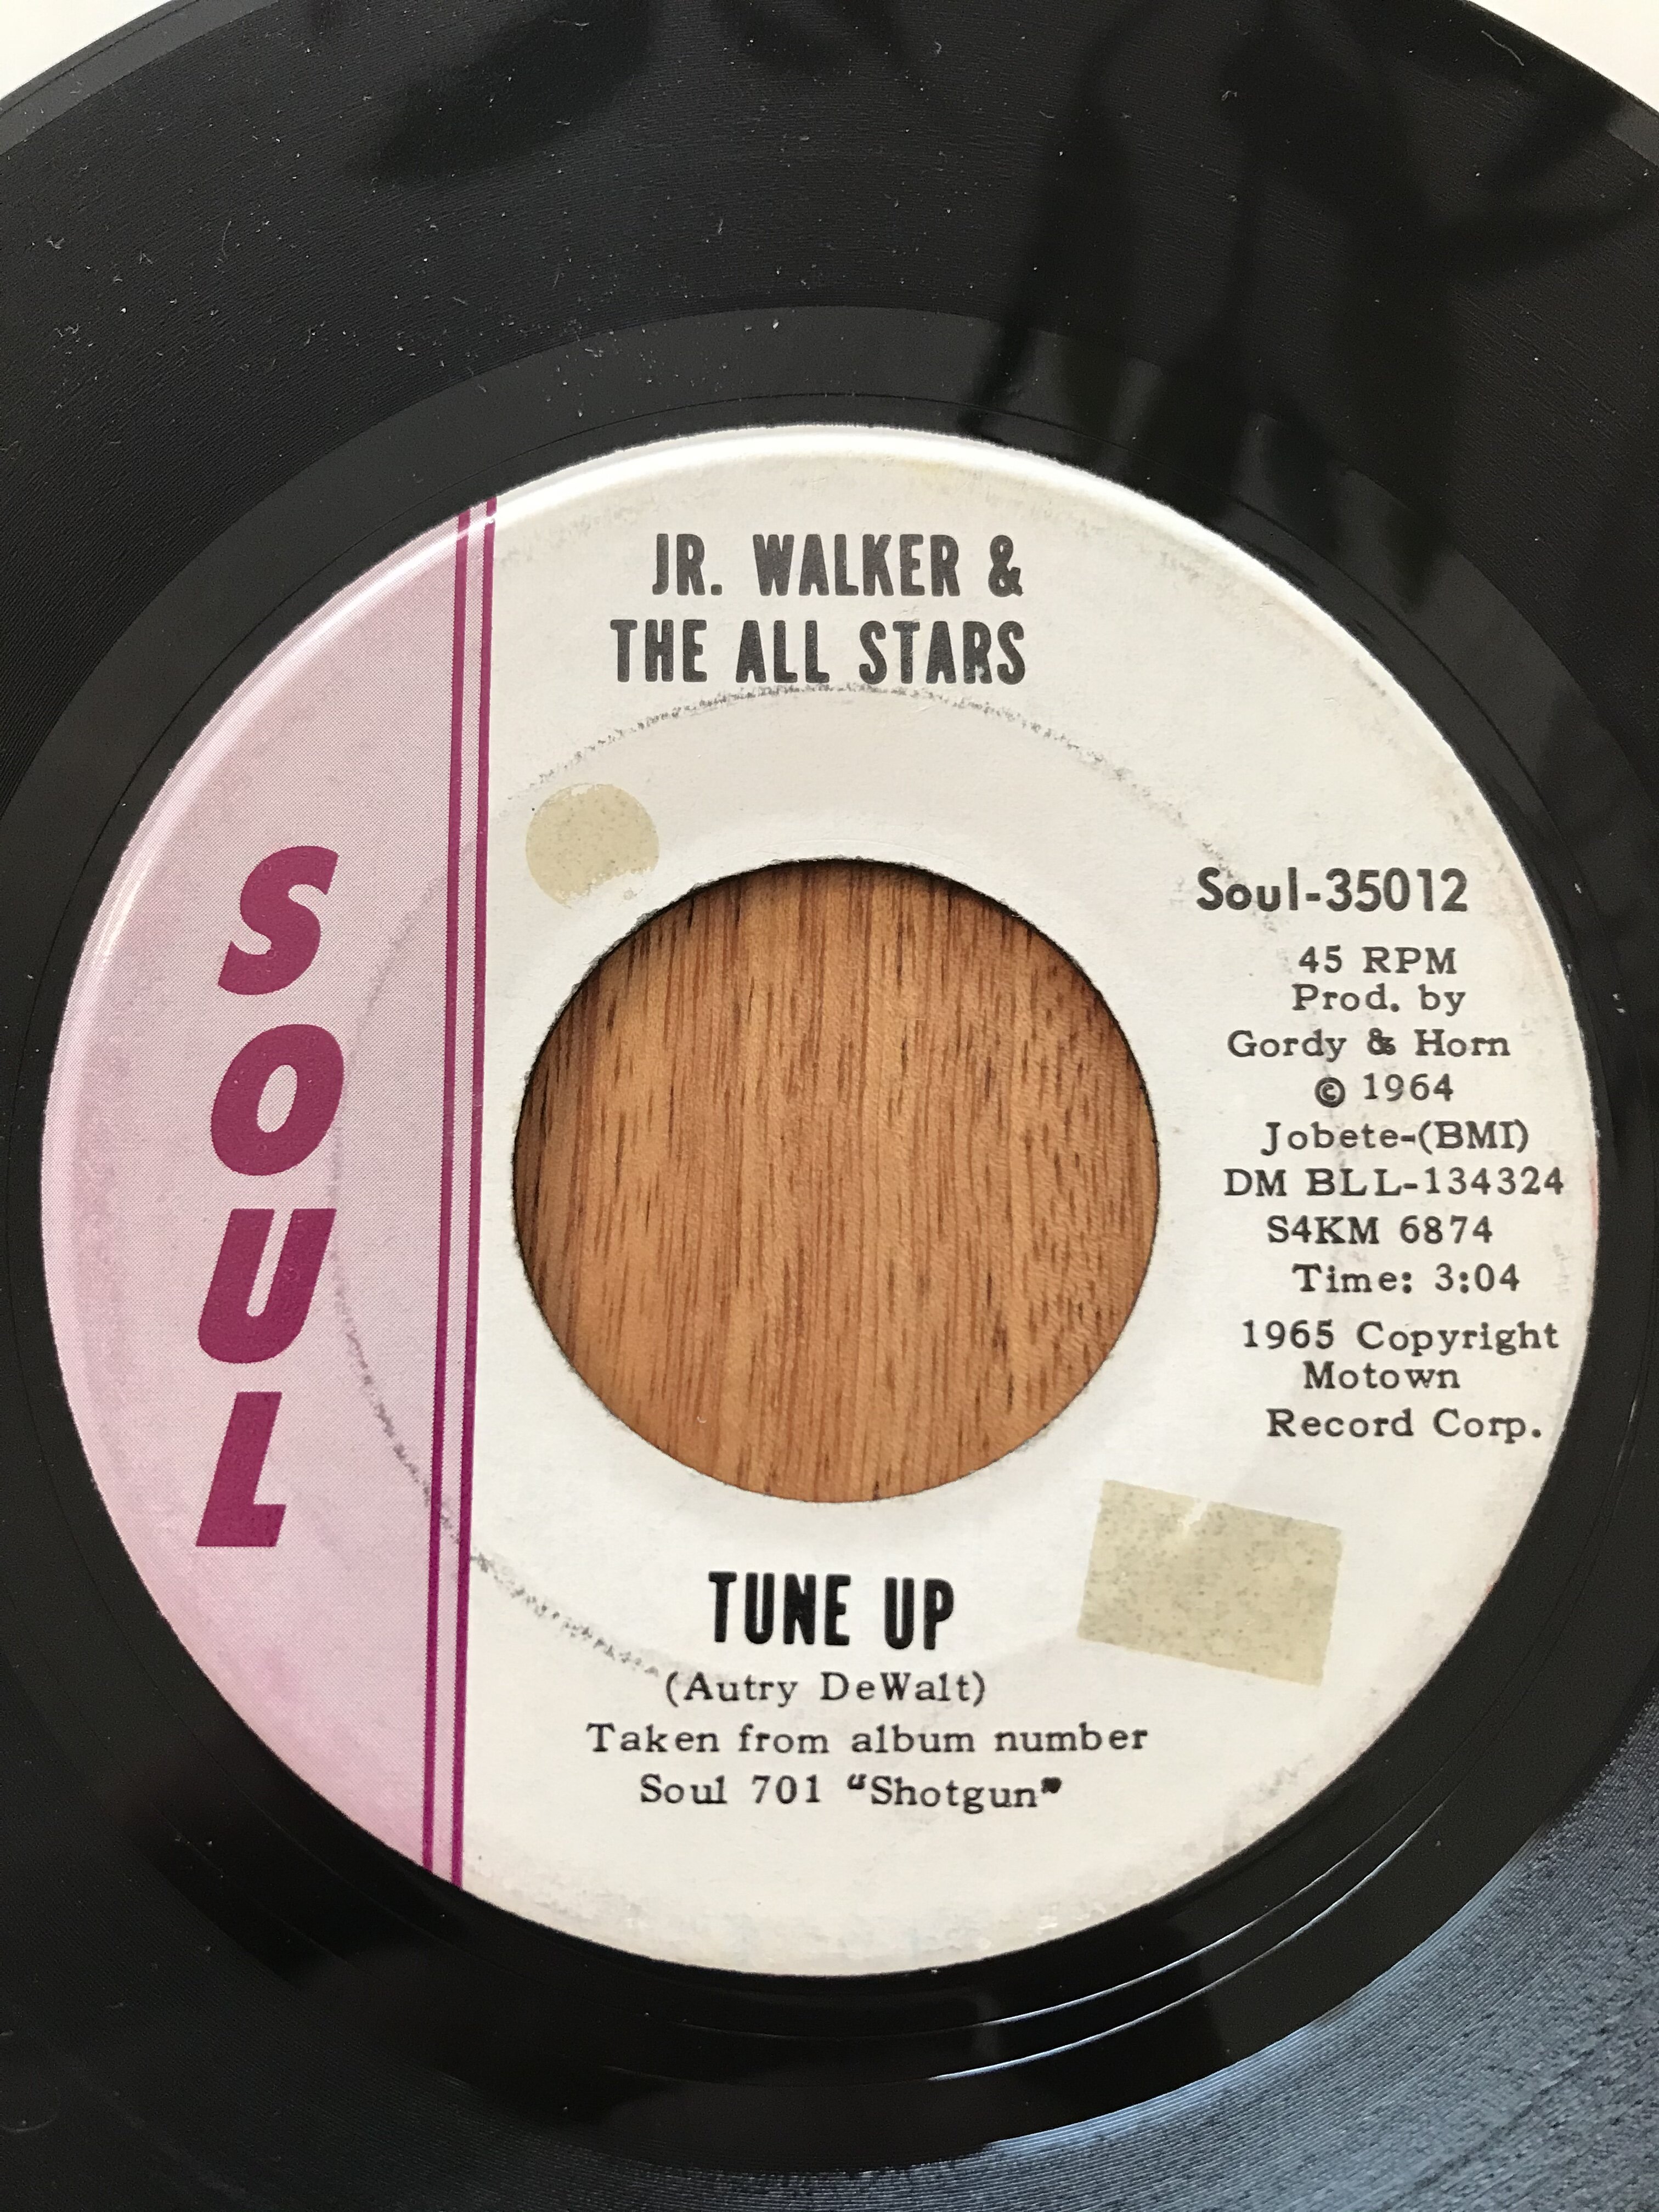 JR. WALKER &
THE ALL STARS
SOUL
Soul-35012
45 RPM
Prod. by
Gordy & Horn
© 1964
Jobete-(BMI)
DM BLL-134324
S4KM 6874
Time: 3:04
1965 Copyright
Motown
Record Corp.
TUNE UP
(Autry DeWalt)
Taken from album number
Soul 701 “Shotgun”